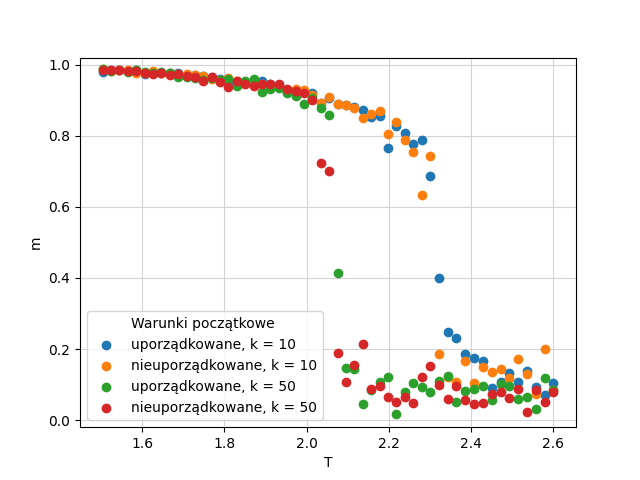 1.0
0.8
0.6
0.4
0.2
0.0
m
Warunki początkowe
uporządkowane, k = 10
nieuporządkowane, k = 10
uporządkowane, k = 50
nieuporządkowane, k = 50
1.6
1.8
2.0
2.2
2.4
2.6
T